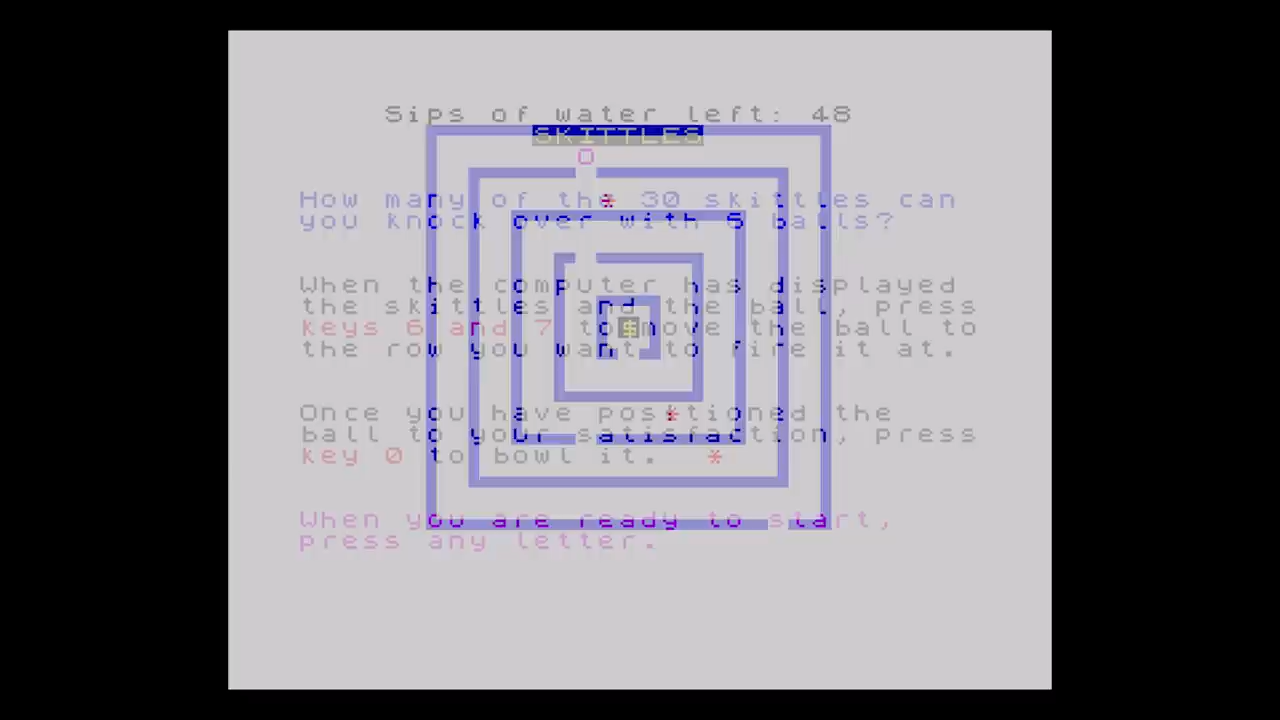 Sips of water left: 48
SKITTLES
How many of the 30 skittles can
you knock over with 6 balls?
When the computer has displayed
the skittles and the ball, press
keys 6 and 7 to move the ball to
the row you want to fire it at.
Once you have positioned the
ball to your satisfaction, press
key 0 to bowl it.
When you are ready to start,
press any letter.